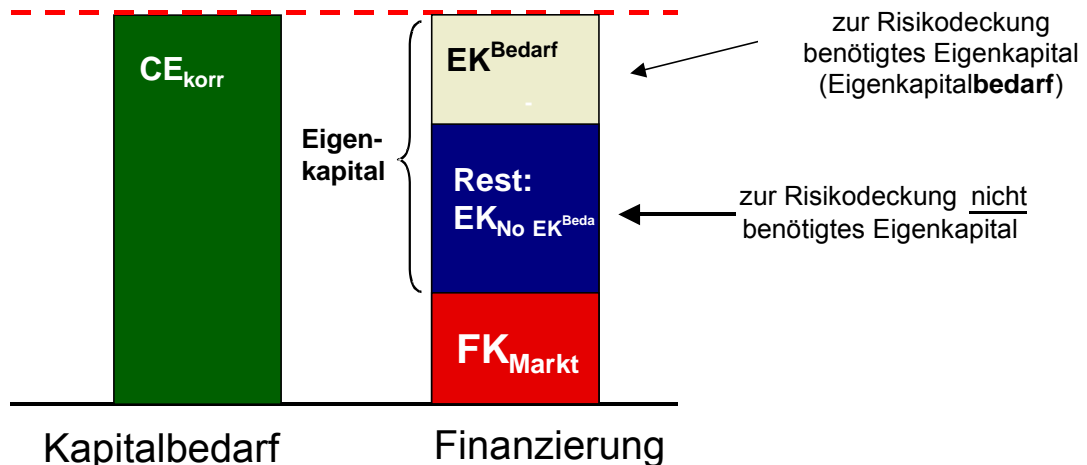 CEkorr
EKBedarf
-
Eigen-
kapital
Rest:
EKNo EKBeda
FKMarkt
zur Risikodeckung
benötigtes Eigenkapital
(Eigenkapitalbedarf)
zur Risikodeckung nicht
benötigtes Eigenkapital
Kapitalbedarf
Finanzierung